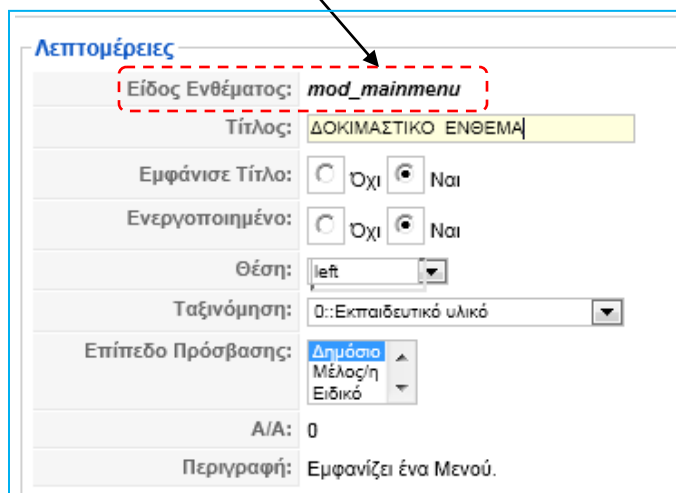 Λεπτομέρειες
Είδος Ενθέματος: mod_mainmenu
Τίτλος: ΔΟΚΙΜΑΣΤΙΚΟ ΕΝΘΕΜΑ
Εμφάνισε Τίτλο: Όχι Ναι
Ενεργοποιημένο: Όχι Ναι
Θέση: left
Ταξινόμηση: 0::Εκπαιδευτικό υλικό
Επίπεδο Πρόσβασης: Δημόσιο
Μέλος/η
Ειδικό
Α/Α: 0
Περιγραφή: Εμφανίζει ένα Μενού.